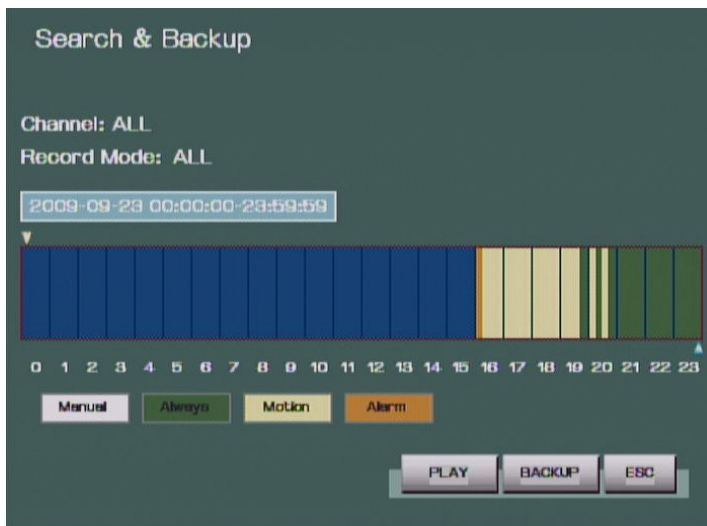 Search & Backup
Channel: ALL
Record Mode: ALL
2009-09-23 00:00:00-23:59:59
0 1 2 3 4 5 6 7 8 9 10 11 12 13 14 15 16 17 18 19 20 21 22 23
Manual Always Motion Alarm
PLAY BACKUP ESC